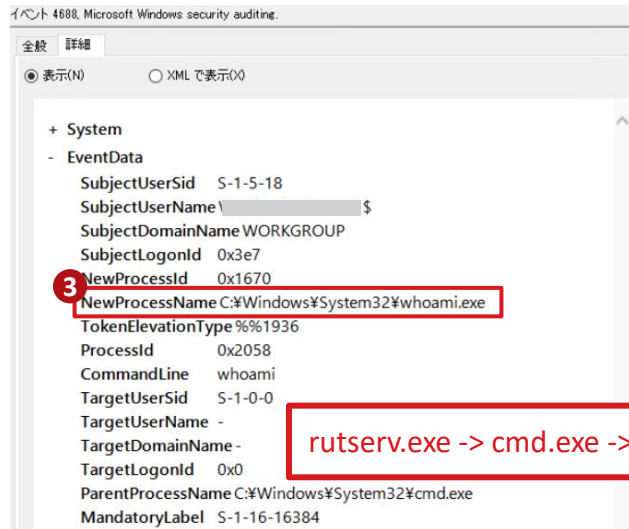 イベント 4688, Microsoft Windows security auditing.
全般 詳細
表示(N) XML で表示(X)
+ System
- EventData
SubjectUserSid S-1-5-18
SubjectUserName $
SubjectDomainName WORKGROUP
SubjectLogonId 0x3e7
3
NewProcessId 0x1670
NewProcessName C:¥Windows¥System32¥whoami.exe
TokenElevationType %%1936
ProcessId 0x2058
CommandLine whoami
TargetUserSid S-1-0-0
TargetUserName -
TargetDomainName -
rutserv.exe -> cmd.exe ->
TargetLogonId 0x0
ParentProcessName C:¥Windows¥System32¥cmd.exe
MandatoryLabel S-1-16-16384